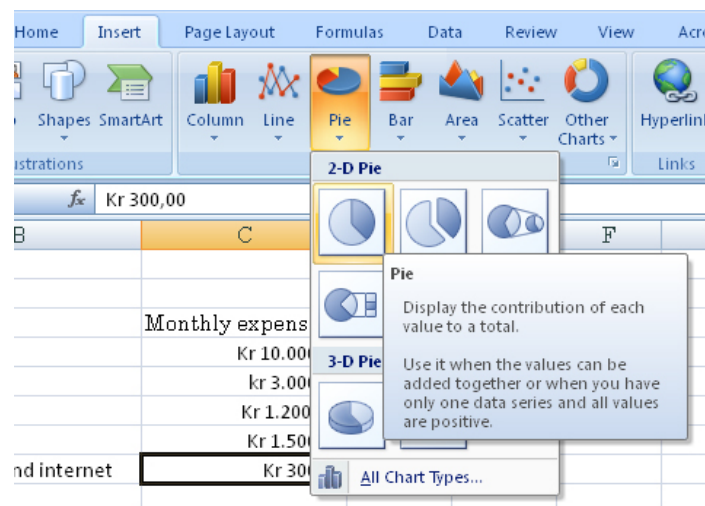 Home Insert Page Layout Formulas Data Review View Acr
Shapes SmartArt Column Line Pie Bar Area Scatter Other Charts Hyperlink
ustrations Links
2-D Pie
fx Kr 300,00
B C F
Pie
Display the contribution of each
value to a total.
Use it when the values can be
added together or when you have
only one data series and all values
are positive.
Monthly expens
Kr 10.000
3-D Pie
kr 3.000
Kr 1.200
Kr 1.500
nd internet Kr 300
All Chart Types...